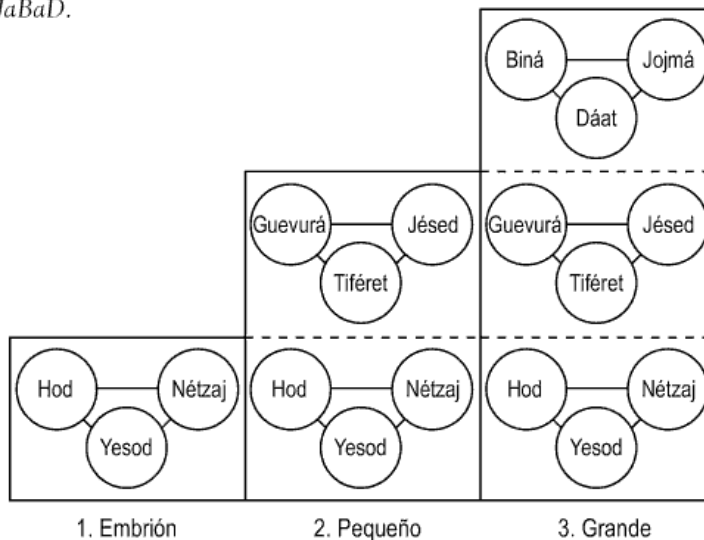 JaBaD.
Biná Jojmá
Dáat
Guevurá Jésed Guevurá Jésed
Tiféret Tiféret
Hod Nétzaj Hod Nétzaj Hod Nétzaj
Yesod Yesod Yesod
1. Embrión 2. Pequeño 3. Grande